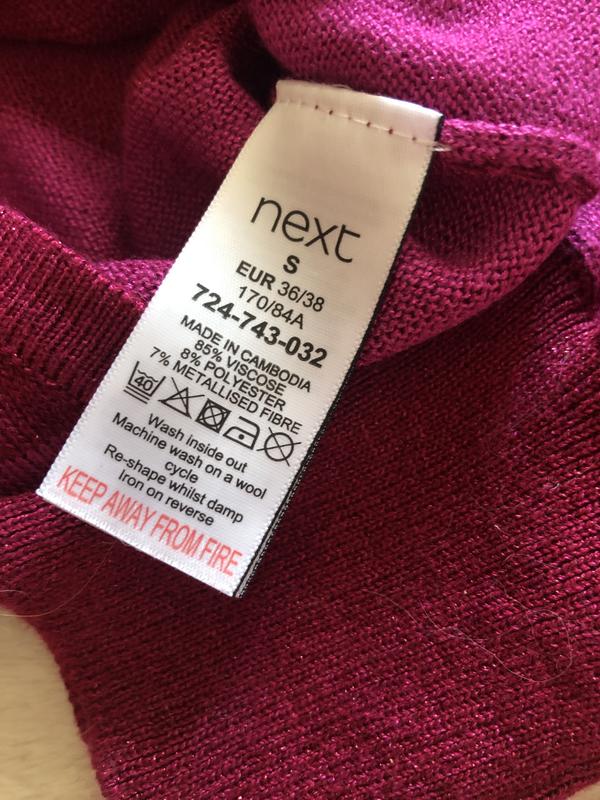 next
S
EUR 36/38
170/84A
724-743-032
MADE IN CAMBODIA
85% VISCOSE
8% POLYESTER
7% METALLISED FIBRE
40
Wash inside out
Machine wash on a wool
cycle
Re-shape whilst damp
Iron on reverse
KEEP AWAY FROM FIRE